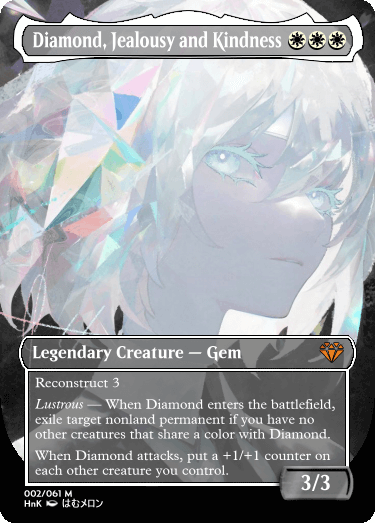 Diamond, Jealousy and Kindness
Legendary Creature — Gem
Reconstruct 3
Lustrous — When Diamond enters the battlefield,
exile target nonland permanent if you have no
other creatures that share a color with Diamond.
When Diamond attacks, put a +1/+1 counter on
each other creature you control.
3/3
002/061 M
HnK はむメロン